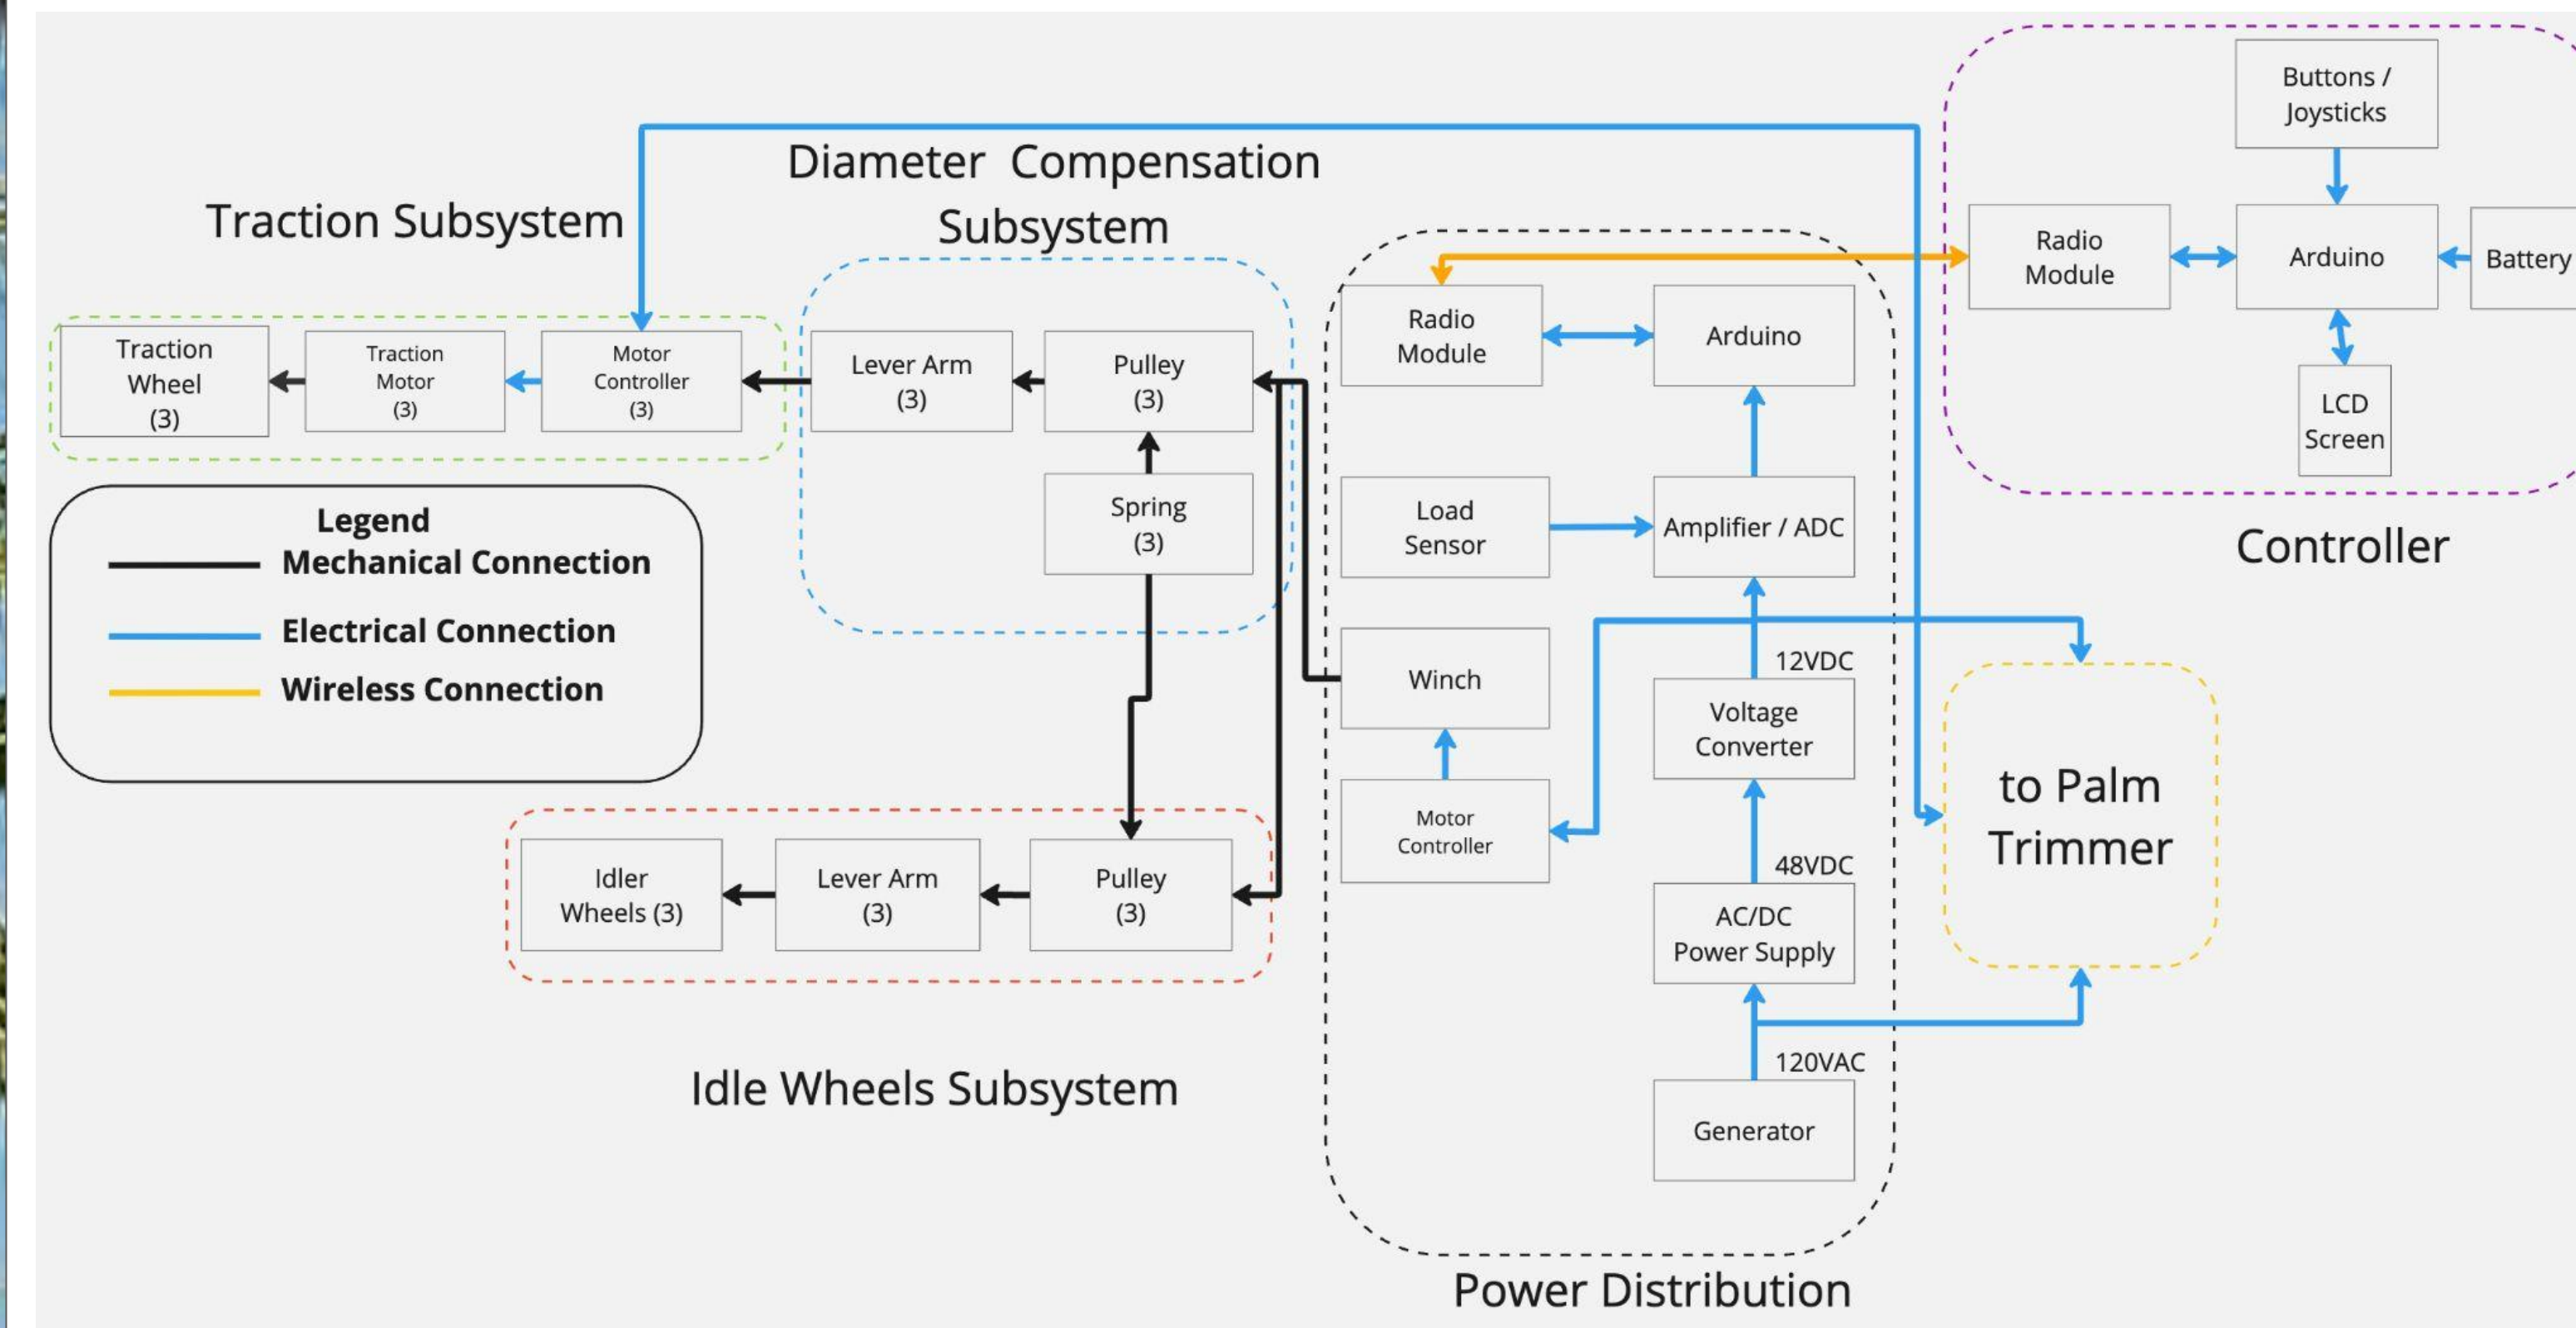 Buttons /
Joysticks
Diameter  Compensation
Subsystem
Traction Subsystem
Radio
Module
Arduino
Battery
Radio
Module
Arduino
Traction
Wheel
(3)
Traction
Motor
(3)
Motor
Controller
(3)
Lever Arm
(3)
Pulley
(3)
LCD
Screen
Spring
(3)
Load
Sensor
Amplifier / ADC
Controller
Legend
Mechanical Connection
Electrical Connection
Wireless Connection
Winch
12VDC
Voltage
Converter
to Palm
Trimmer
Motor
Controller
48VDC
Idler
Wheels (3)
Lever Arm
(3)
Pulley
(3)
AC/DC
Power Supply
120VAC
Idle Wheels Subsystem
Generator
Power Distribution